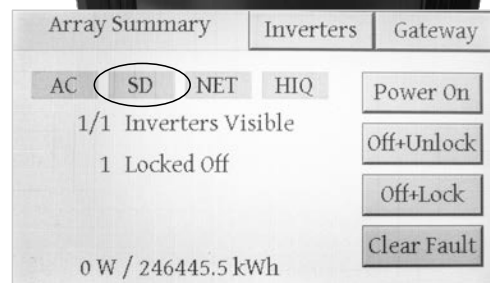 Array Summary Inverters Gateway
AC SD NET HIQ Power On
1/1 Inverters Visible
Off+Unlock
1 Locked Off
Off+Lock
Clear Fault
0 W / 246445.5 kWh